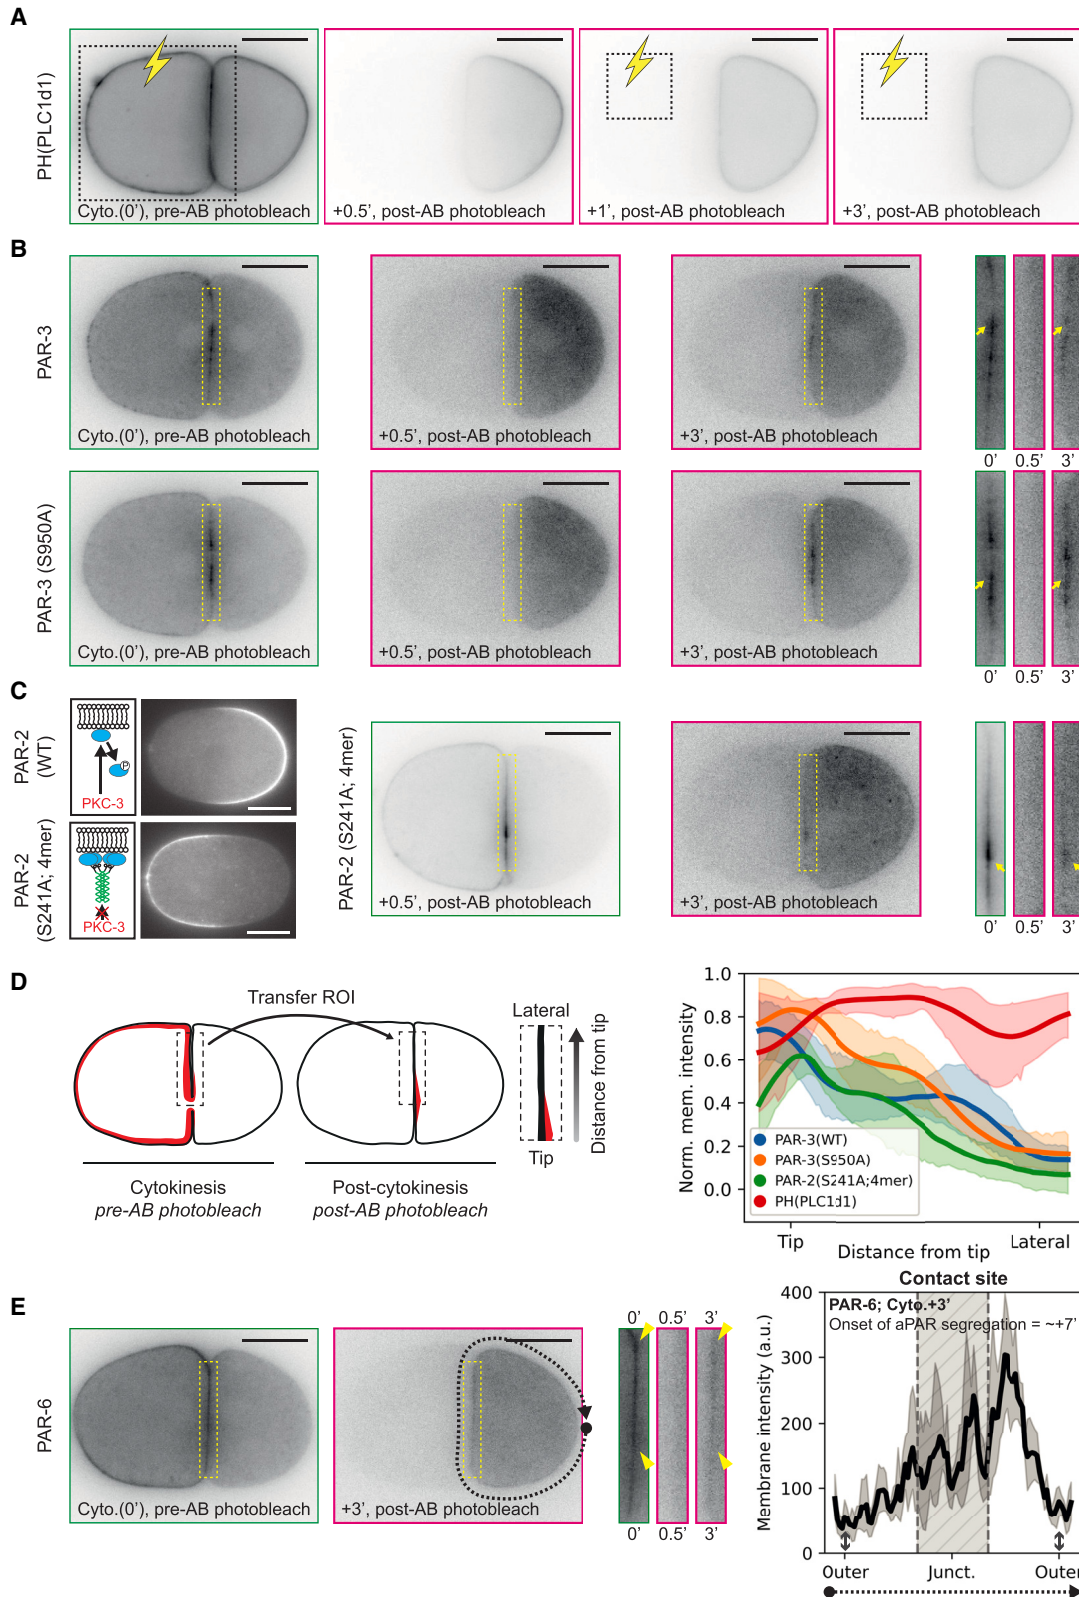 A
PH(PLC1d1)
Cyto.(0'), pre-AB photobleach
+0.5', post-AB photobleach
+1', post-AB photobleach
+3', post-AB photobleach
B
PAR-3
Cyto.(0'), pre-AB photobleach
+0.5', post-AB photobleach
+3', post-AB photobleach
0' 0.5' 3'
PAR-3 (S950A)
Cyto.(0'), pre-AB photobleach
+0.5', post-AB photobleach
+3', post-AB photobleach
0' 0.5' 3'
C
PAR-2
(WT)
P
PKC-3
PAR-2
(S241A; 4mer)
PKC-3
PAR-2 (S241A; 4mer)
+0.5', post-AB photobleach
+3', post-AB photobleach
0' 0.5' 3'
D
Transfer ROI
Lateral
Distance from tip
Tip
Cytokinesis
pre-AB photobleach
Post-cytokinesis
post-AB photobleach
Norm. mem. intensity
1.0
0.8
0.6
0.4
0.2
0.0
PAR-3(WT)
PAR-3(S950A)
PAR-2(S241A;4mer)
PH(PLC1d1)
Tip
Distance from tip
Lateral
E
PAR-6
Cyto.(0'), pre-AB photobleach
+3', post-AB photobleach
0' 0.5' 3'
0' 0.5' 3'
Contact site
PAR-6; Cyto.+3'
Onset of aPAR segregation = ~+7'
Membrane intensity (a.u.)
400
300
200
100
0
Outer
Junct.
Outer